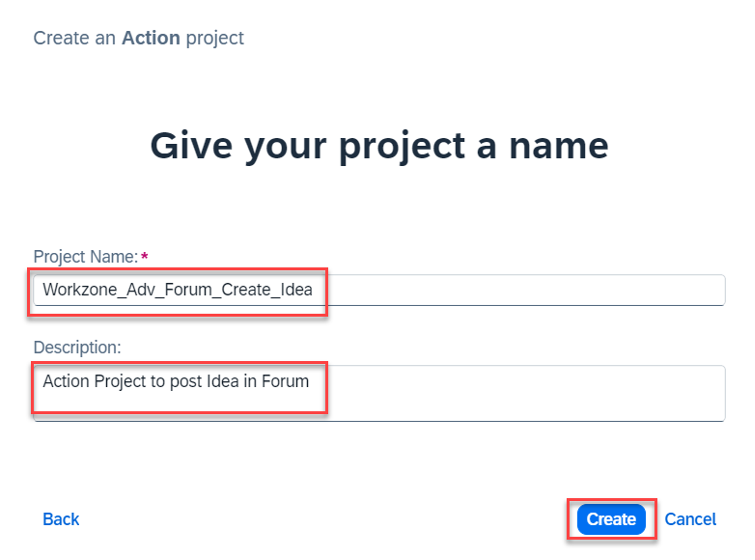 Create an Action project
Give your project a name
Project Name:*
Workzone_Adv_Forum_Create_Idea
Description:
Action Project to post Idea in Forum
Back
Create
Cancel